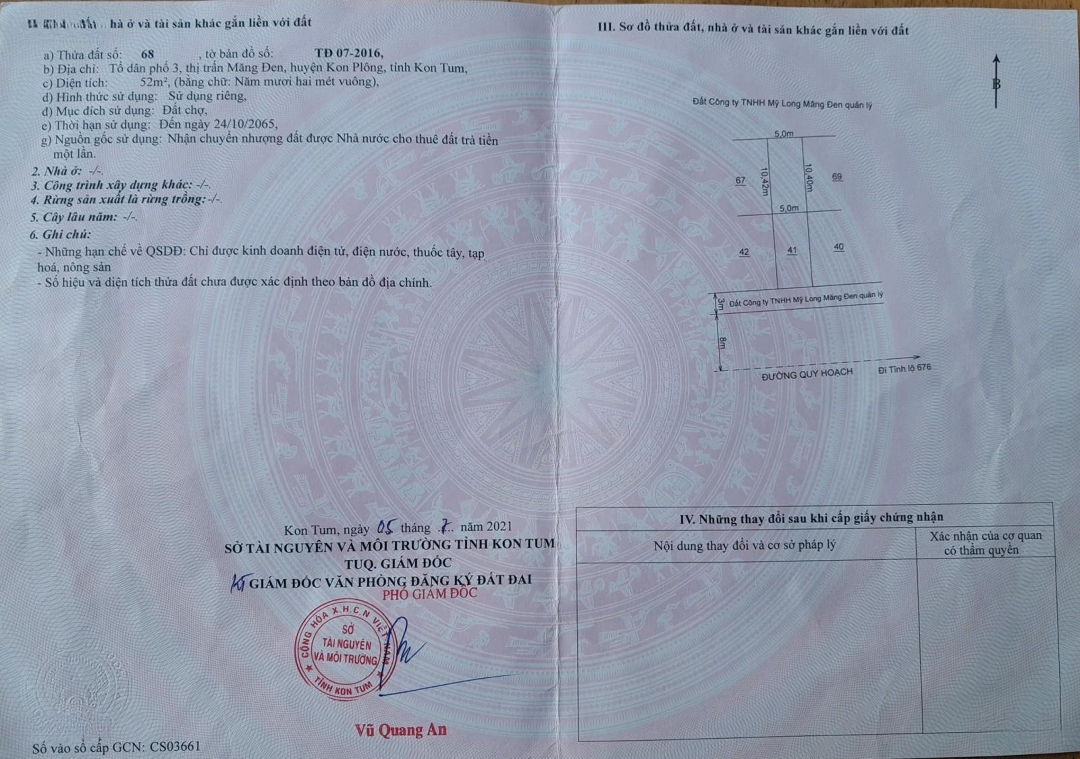 hà ở và tài sản khác gắn liền với đất
a) Thửa đất số: 68 , tờ bản đồ số: TĐ 07-2016,
b) Địa chỉ: Tổ dân phố 3, thị trấn Măng Đen, huyện Kon Plông, tỉnh Kon Tum,
c) Diện tích: 52m², (bằng chữ: Năm mươi hai mét vuông),
d) Hình thức sử dụng: Sử dụng riêng,
đ) Mục đích sử dụng: Đất chợ,
e) Thời hạn sử dụng: Đến ngày 24/10/2065,
g) Nguồn gốc sử dụng: Nhận chuyển nhượng đất được Nhà nước cho thuê đất trả tiền
một lần.
2. Nhà ở: -/-.
3. Công trình xây dựng khác: -/-.
4. Rừng sản xuất là rừng trồng: -/-.
5. Cây lâu năm: -/-.
6. Ghi chú:
- Những hạn chế về QSDĐ: Chỉ được kinh doanh điện tử, điện nước, thuốc tây, tạp
hoá, nông sản
- Số hiệu và diện tích thửa đất chưa được xác định theo bản đồ địa chính.
Kon Tum, ngày 05 tháng 7 năm 2021
SỞ TÀI NGUYÊN VÀ MÔI TRƯỜNG TỈNH KON TUM
TUQ. GIÁM ĐỐC
KT GIÁM ĐỐC VĂN PHÒNG ĐĂNG KÝ ĐẤT ĐAI
PHÓ GIÁM ĐỐC
CỘNG HÒA X.H.C.N VIỆT NAM
SỞ
TÀI NGUYÊN
VÀ MÔI TRƯỜNG
TỈNH KON TUM
Vũ Quang An
Số vào sổ cấp GCN: CS03661
III. Sơ đồ thửa đất, nhà ở và tài sản khác gắn liền với đất
B
Đất Công ty TNHH Mỹ Long Măng Đen quản lý
5,0m
67
10,42m
10,40m
69
5,0m
42
41
40
3m
Đất Công ty TNHH Mỹ Long Măng Đen quản lý
8m
ĐƯỜNG QUY HOẠCH
Đi Tỉnh lộ 676
IV. Những thay đổi sau khi cấp giấy chứng nhận
Nội dung thay đổi và cơ sở pháp lý
Xác nhận của cơ quan
có thẩm quyền